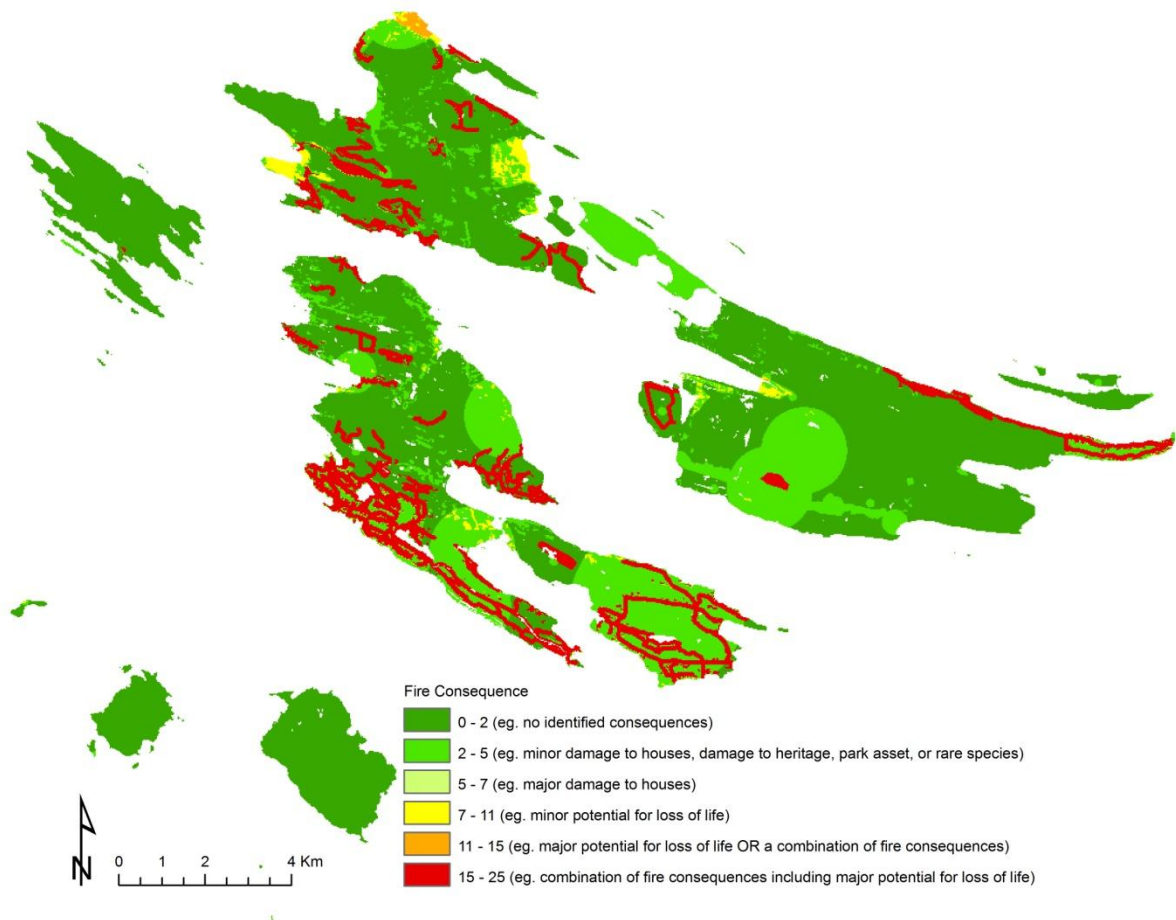 Fire Consequence
0 - 2 (eg. no identified consequences)
2 - 5 (eg. minor damage to houses, damage to heritage, park asset, or rare species)
5 - 7 (eg. major damage to houses)
7 - 11 (eg. minor potential for loss of life)
11 - 15 (eg. major potential for loss of life OR a combination of fire consequences)
15 - 25 (eg. combination of fire consequences including major potential for loss of life)
N
0 1 2 4 Km